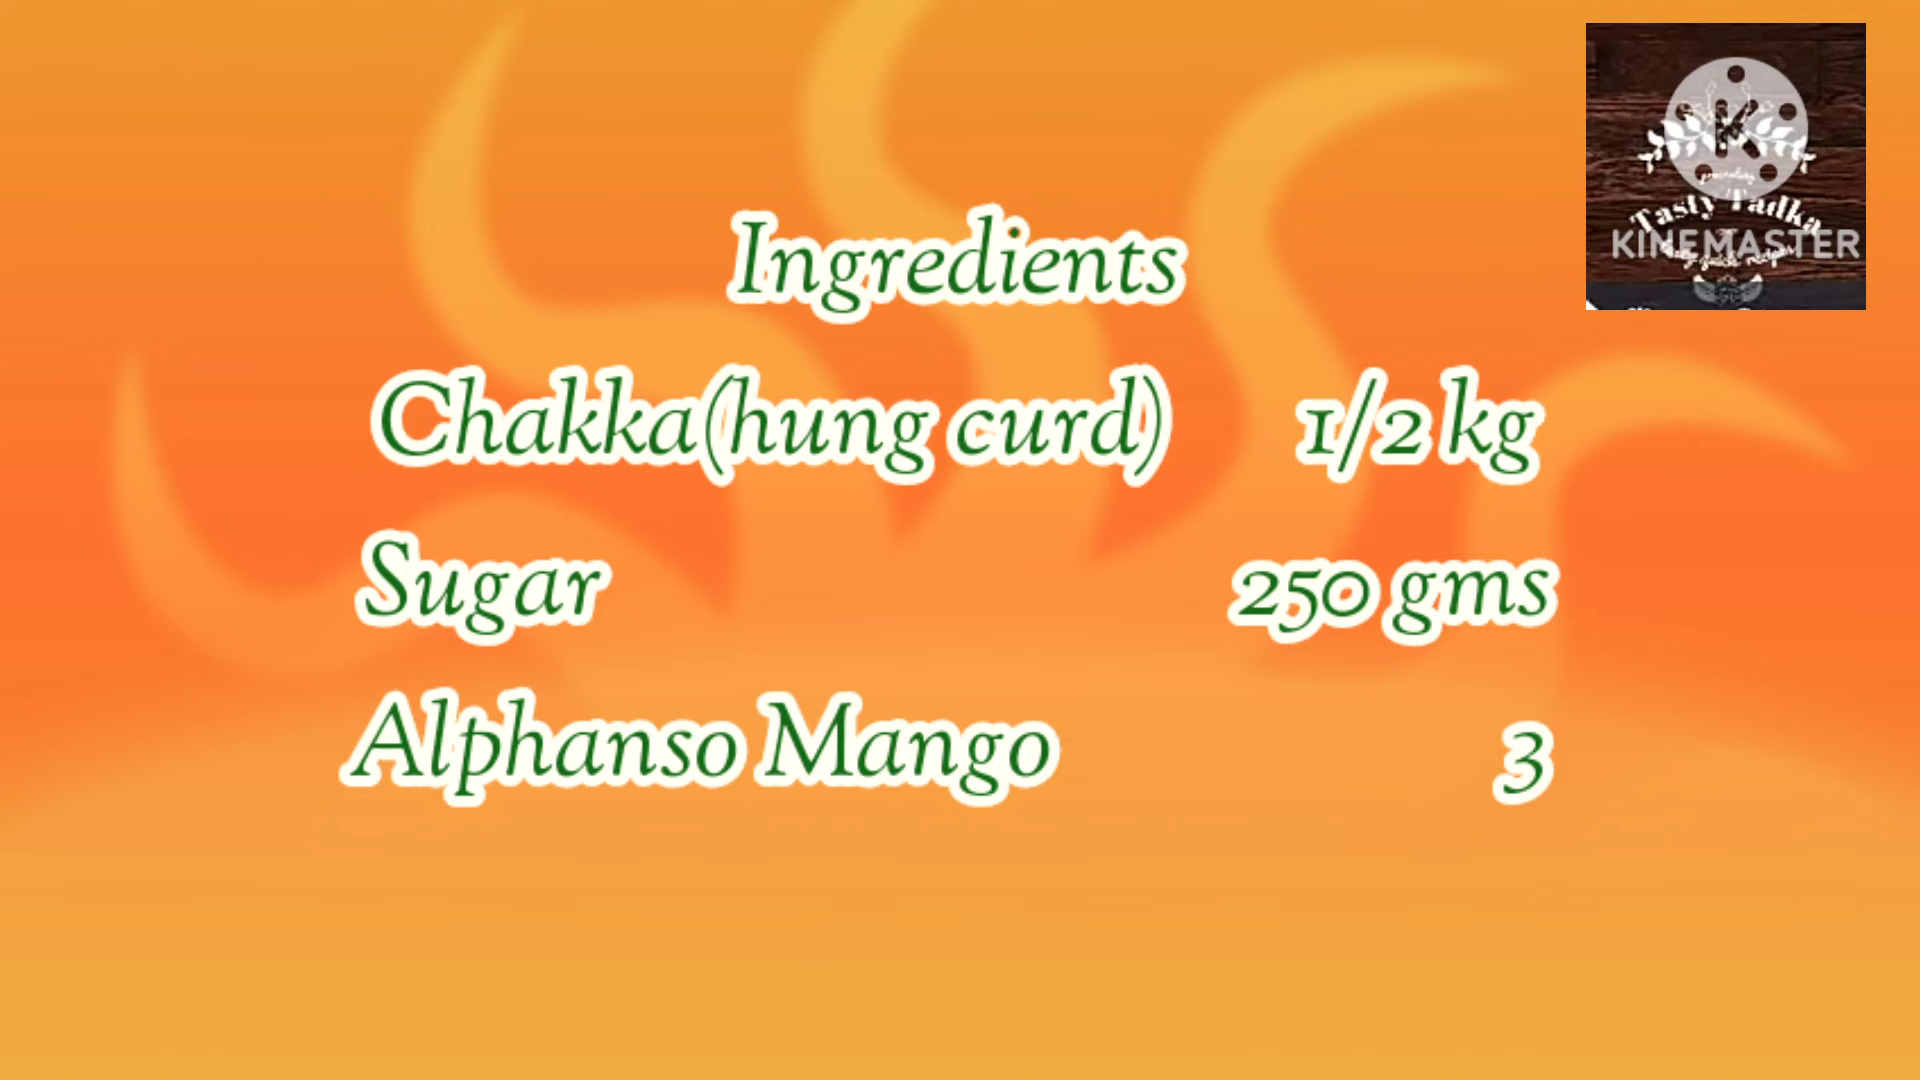 Ingredients
Chakka(hung curd) 1/2 kg
Sugar 250 gms
Alphanso Mango 3
Tasty Tadka
KINEMASTER